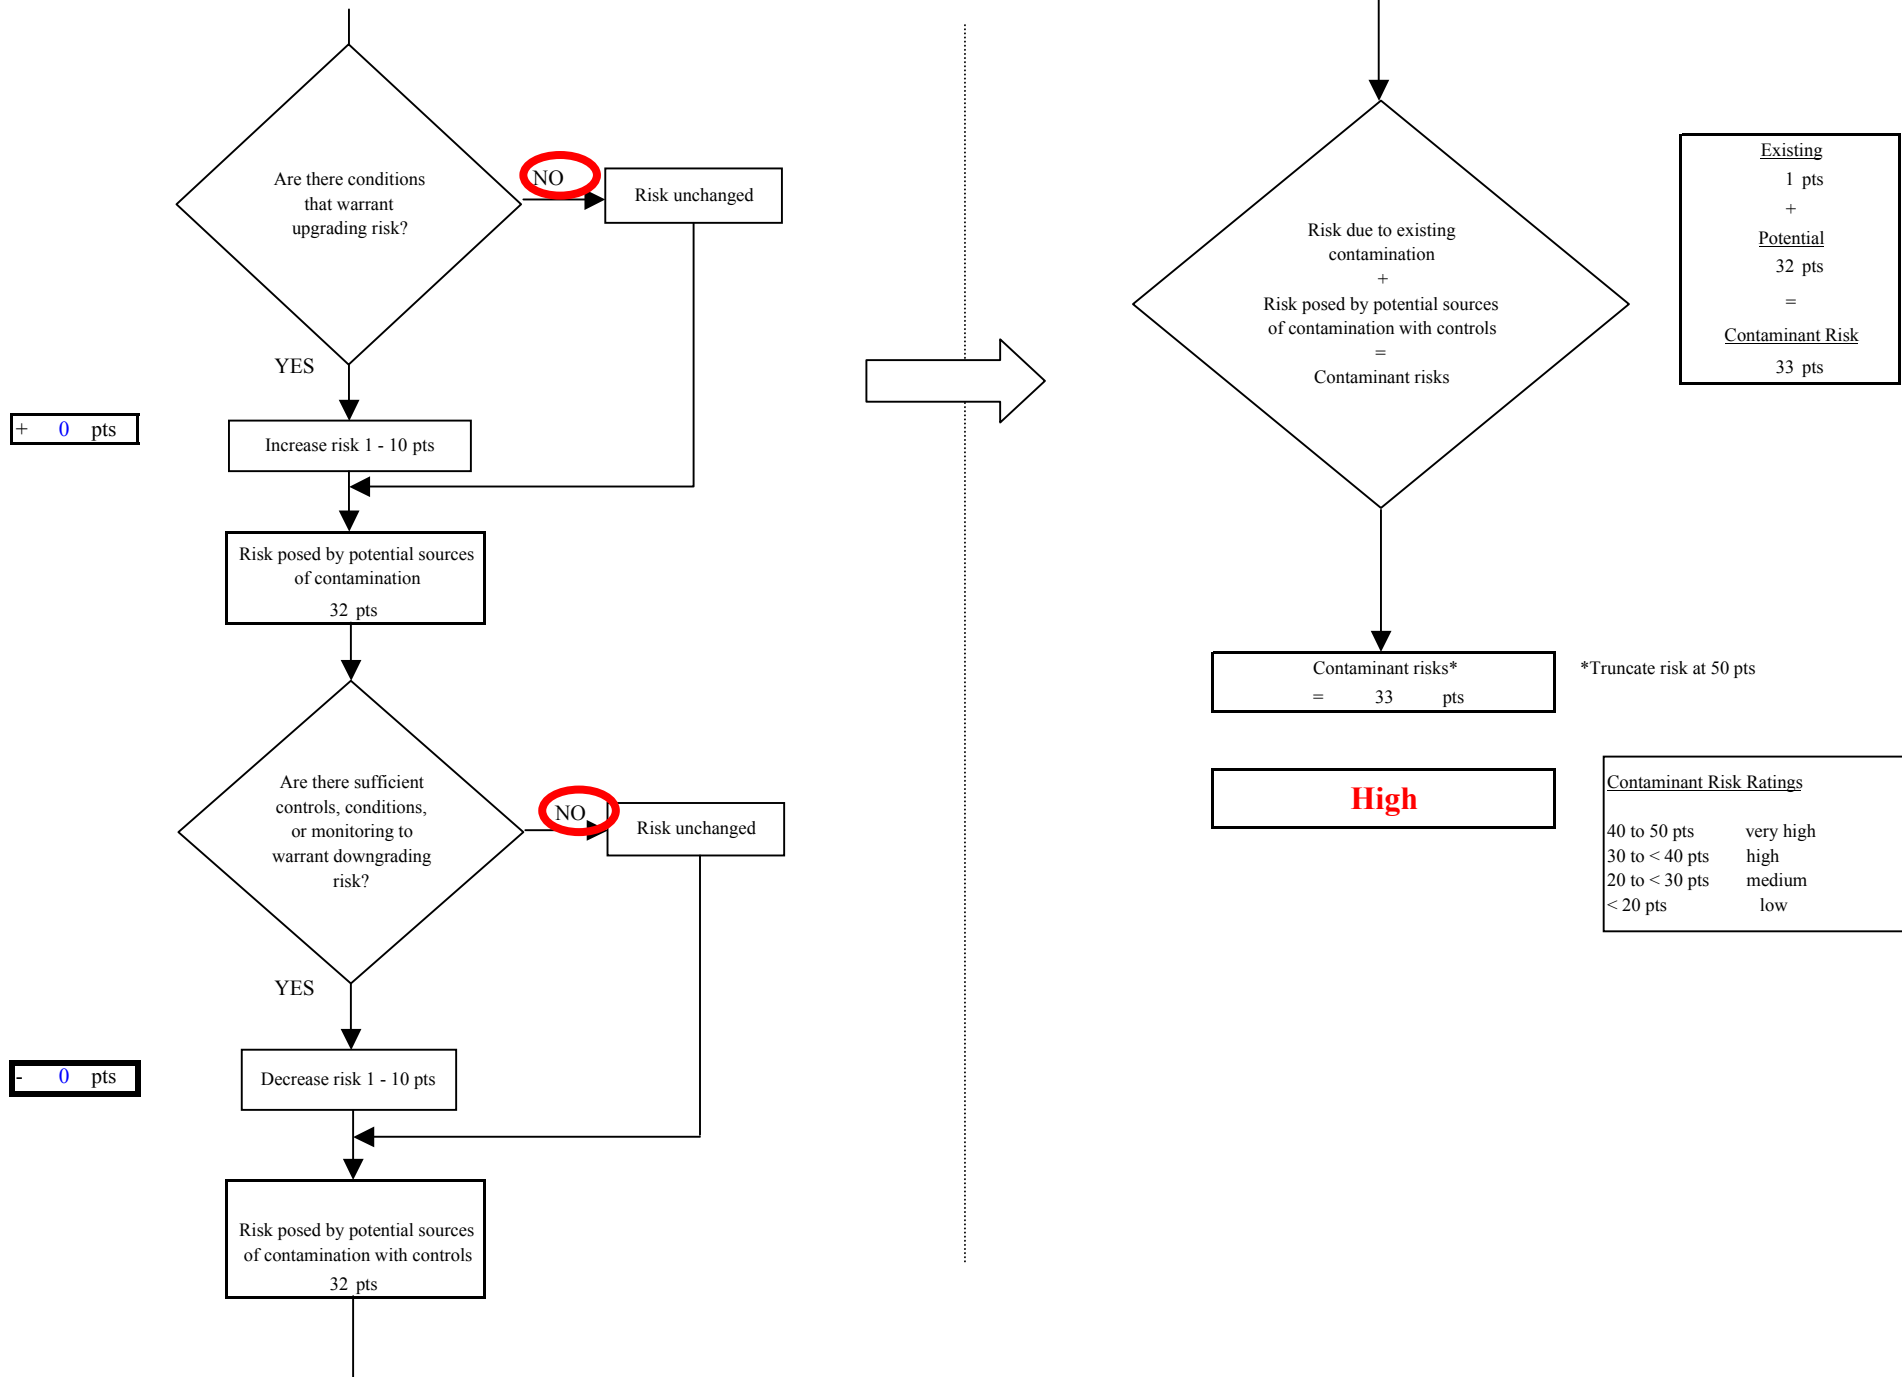 Are there conditions
that warrant
upgrading risk?
NO
Risk unchanged
YES
+ 0 pts
Increase risk 1 - 10 pts
Risk posed by potential sources
of contamination
32 pts
Are there sufficient
controls, conditions,
or monitoring to
warrant downgrading
risk?
NO
Risk unchanged
YES
- 0 pts
Decrease risk 1 - 10 pts
Risk posed by potential sources
of contamination with controls
32 pts
Risk due to existing
contamination
+
Risk posed by potential sources
of contamination with controls
=
Contaminant risks
Existing
1 pts
+
Potential
32 pts
=
Contaminant Risk
33 pts
Contaminant risks*
= 33 pts
*Truncate risk at 50 pts
High
Contaminant Risk Ratings
40 to 50 pts very high
30 to < 40 pts high
20 to < 30 pts medium
< 20 pts low